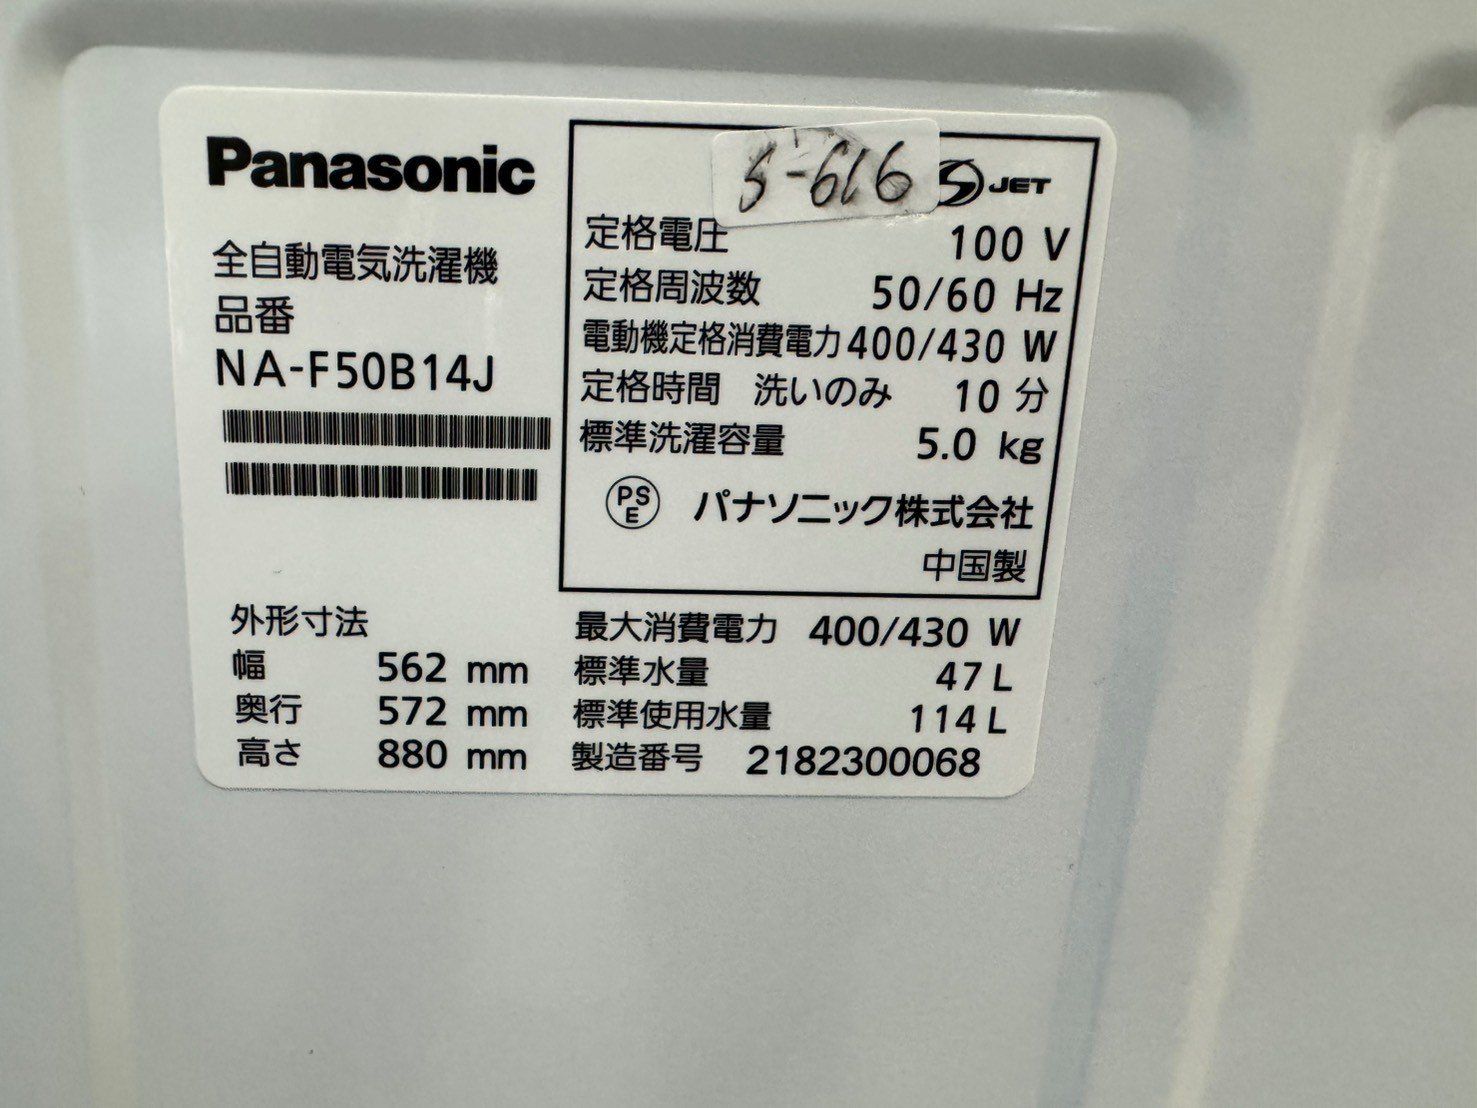 Panasonic
全自動電気洗濯機
品番
NA-F50B14J
S-616
S JET
定格電圧 100 V
定格周波数 50/60 Hz
電動機定格消費電力 400/430 W
定格時間 洗いのみ 10 分
標準洗濯容量 5.0 kg
PSE パナソニック株式会社
中国製
外形寸法
幅 562 mm
奥行 572 mm
高さ 880 mm
最大消費電力 400/430 W
標準水量 47 L
標準使用水量 114 L
製造番号 2182300068